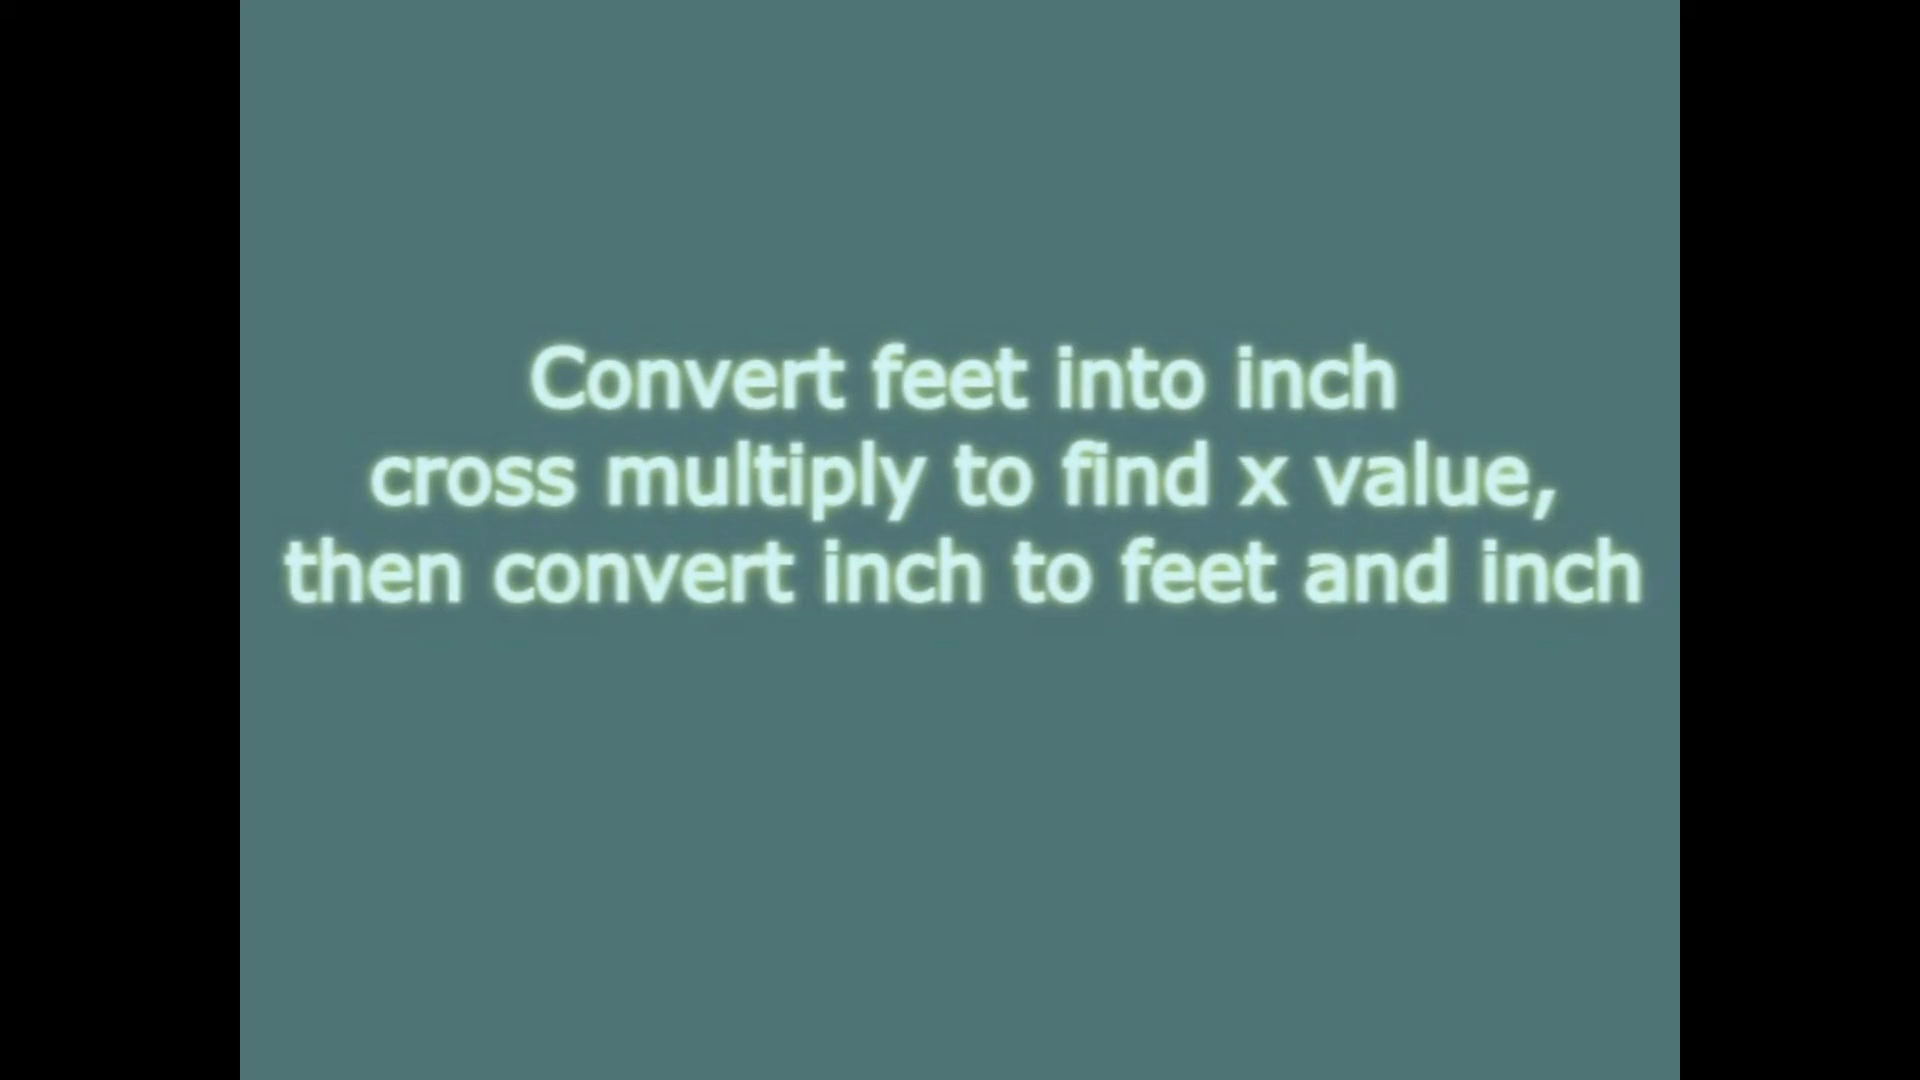 Convert feet into inch
cross multiply to find x value,
then convert inch to feet and inch